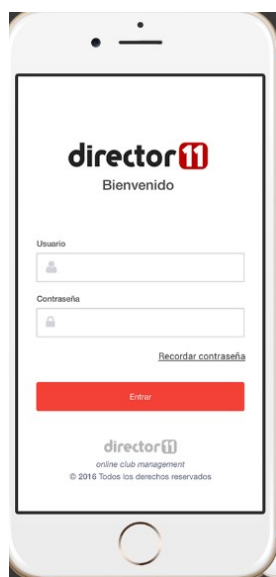 director11
Bienvenido
Usuario
Contraseña
Recordar contraseña
Entrar
director11
online club management
© 2016 Todos los derechos reservados